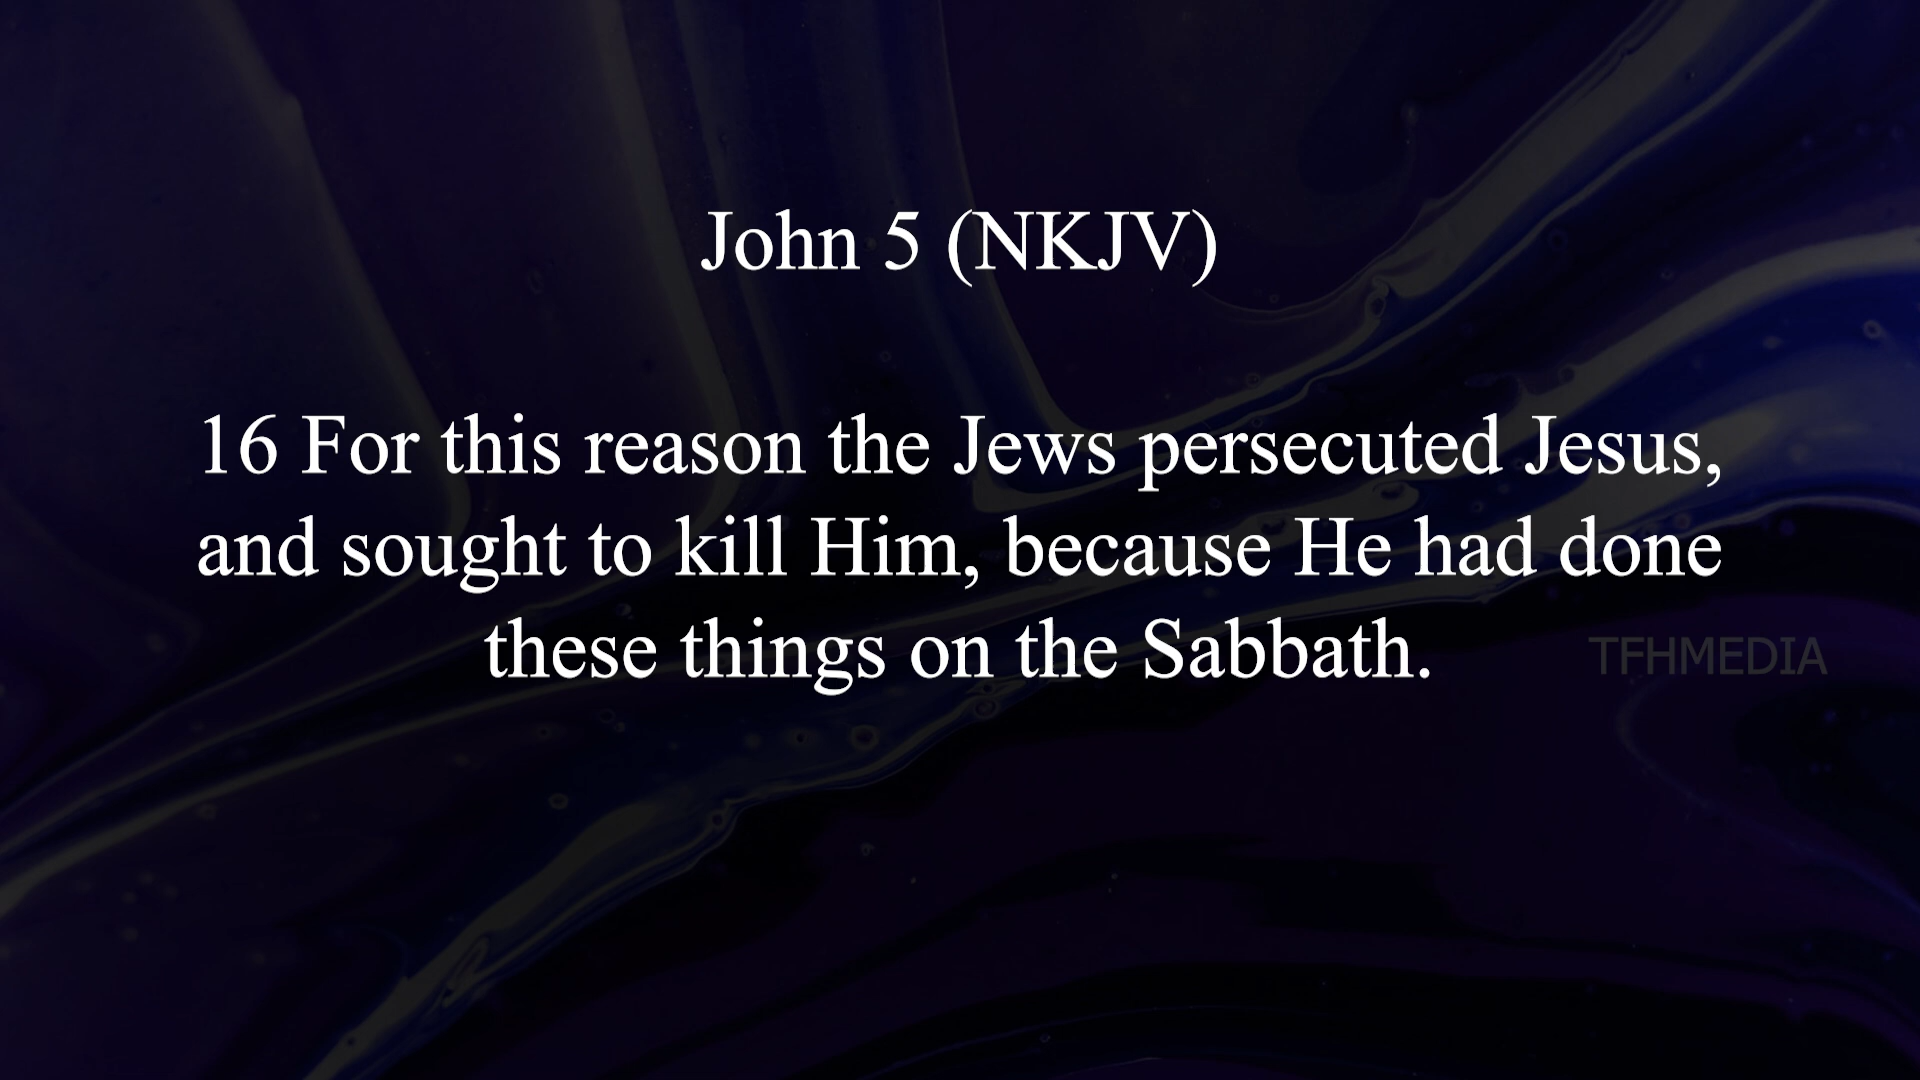 John 5 (NKJV)
16 For this reason the Jews persecuted Jesus,
and sought to kill Him, because He had done
these things on the Sabbath.
TFHMEDIA